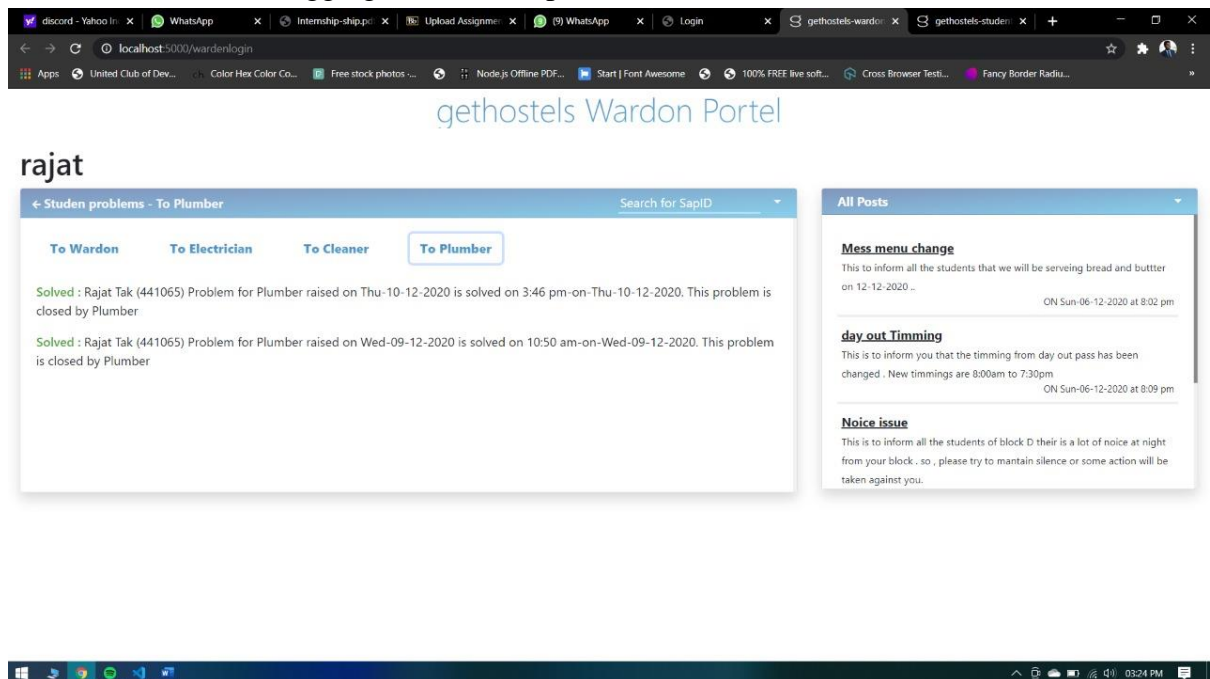 discord - Yahoo In
WhatsApp
Internship-ship.pd
Upload Assignmen
(9) WhatsApp
Login
gethostels-wardon
gethostels-student
localhost:5000/wardenlogin
Apps
United Club of Dev...
Color Hex Color Co...
Free stock photos ·...
Node.js Offline PDF...
Start | Font Awesome
100% FREE live soft...
Cross Browser Testi...
Fancy Border Radiu...
»
gethostels Wardon Portel
rajat
← Studen problems - To Plumber
Search for SapID
To Wardon
To Electrician
To Cleaner
To Plumber
Solved : Rajat Tak (441065) Problem for Plumber raised on Thu-10-12-2020 is solved on 3:46 pm-on-Thu-10-12-2020. This problem is
closed by Plumber
Solved : Rajat Tak (441065) Problem for Plumber raised on Wed-09-12-2020 is solved on 10:50 am-on-Wed-09-12-2020. This problem
is closed by Plumber
All Posts
Mess menu change
This to inform all the students that we will be serveing bread and buttter
on 12-12-2020 ..
ON Sun-06-12-2020 at 8:02 pm
day out Timming
This is to inform you that the timming from day out pass has been
changed . New timmings are 8:00am to 7:30pm
ON Sun-06-12-2020 at 8:09 pm
Noice issue
This is to inform all the students of block D their is a lot of noice at night
from your block . so , please try to mantain silence or some action will be
taken against you.
03:24 PM